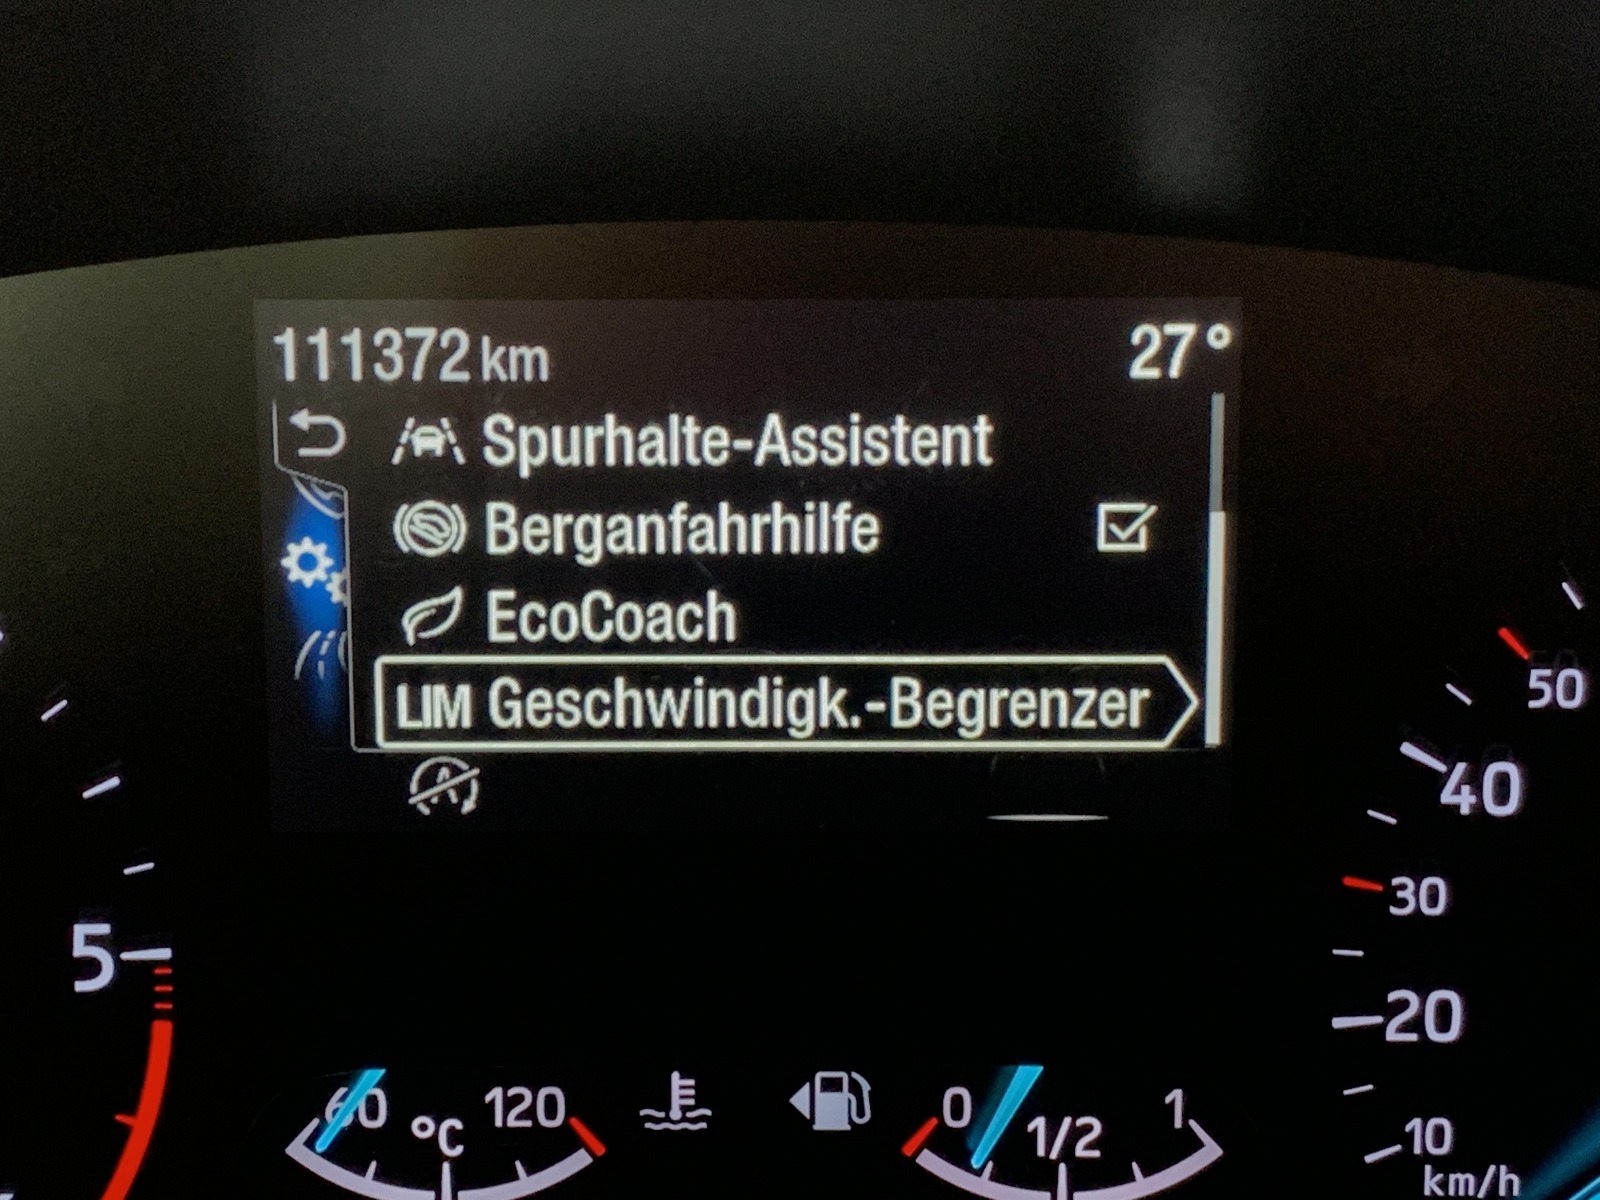 111372 km 27°
Spurhalte-Assistent
Berganfahrhilfe
EcoCoach
LIM Geschwindigk.-Begrenzer
50
40
30
5
20
60 °C 120
0 1/2 1
10
km/h